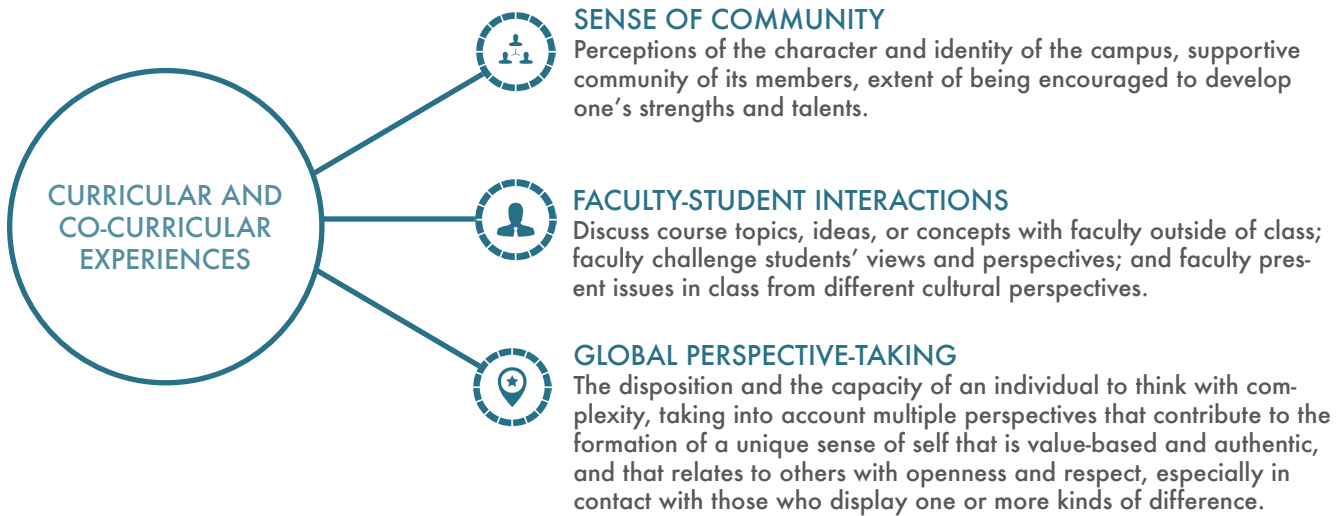 CURRICULAR AND
CO-CURRICULAR
EXPERIENCES
SENSE OF COMMUNITY
Perceptions of the character and identity of the campus, supportive
community of its members, extent of being encouraged to develop
one’s strengths and talents.
FACULTY-STUDENT INTERACTIONS
Discuss course topics, ideas, or concepts with faculty outside of class;
faculty challenge students’ views and perspectives; and faculty pres-
ent issues in class from different cultural perspectives.
GLOBAL PERSPECTIVE-TAKING
The disposition and the capacity of an individual to think with com-
plexity, taking into account multiple perspectives that contribute to the
formation of a unique sense of self that is value-based and authentic,
and that relates to others with openness and respect, especially in
contact with those who display one or more kinds of difference.